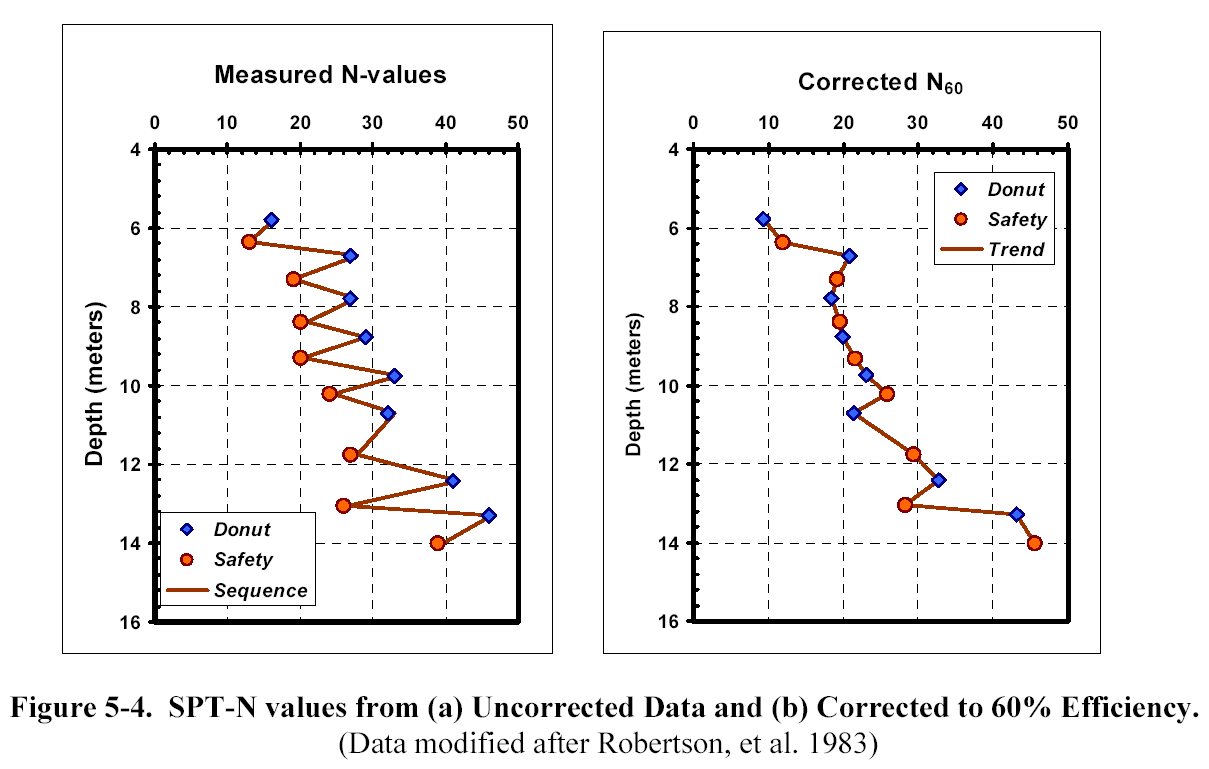 Measured N-values
0 10 20 30 40 50
4
6
8
10
12
14
16
Depth (meters)
Donut
Safety
Sequence
Corrected N₆₀
0 10 20 30 40 50
4
6
8
10
12
14
16
Depth (meters)
Donut
Safety
Trend
Figure 5-4. SPT-N values from (a) Uncorrected Data and (b) Corrected to 60% Efficiency.
(Data modified after Robertson, et al. 1983)